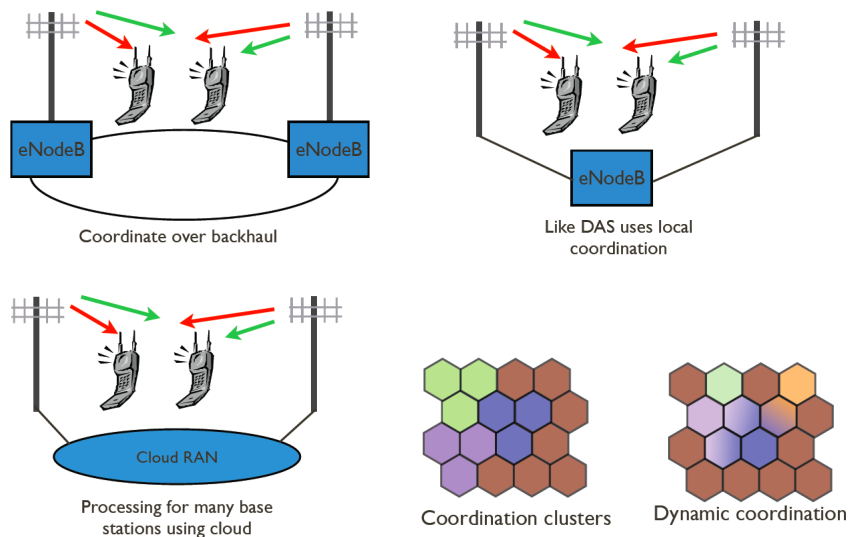 eNodeB
eNodeB
Coordinate over backhaul
eNodeB
Like DAS uses local
coordination
Cloud RAN
Processing for many base
stations using cloud
Coordination clusters
Dynamic coordination